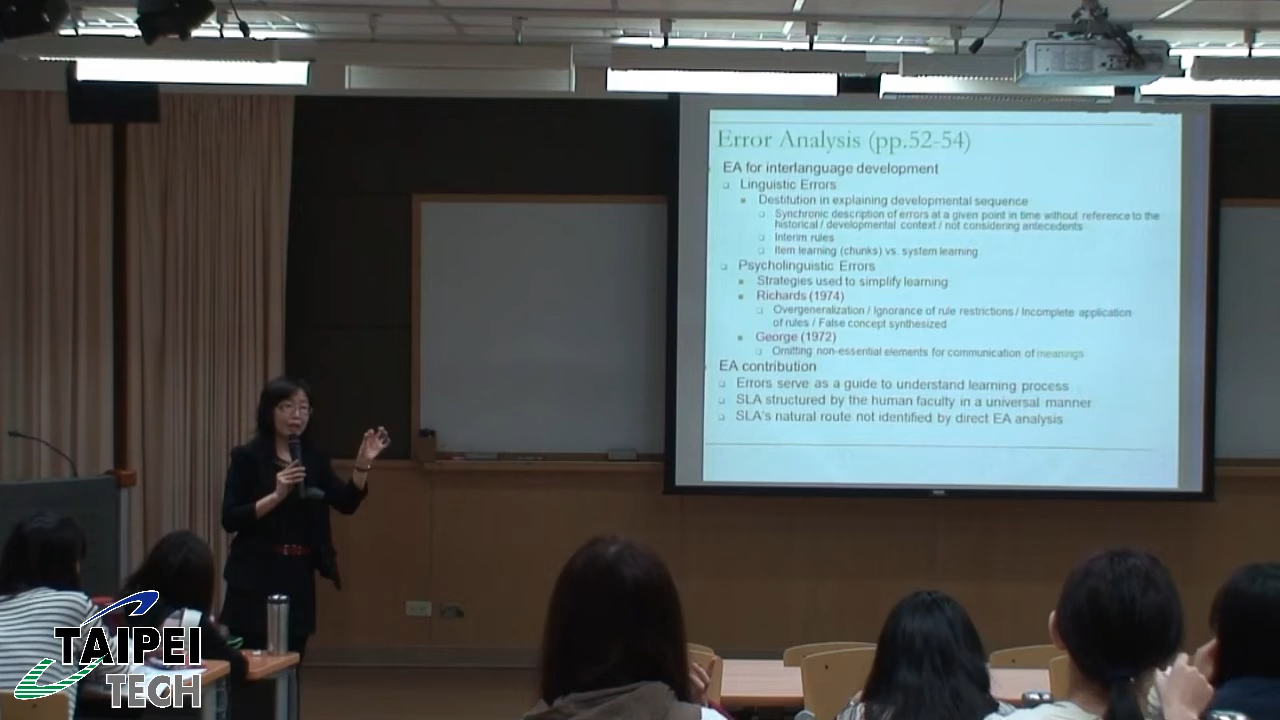 Error Analysis (pp.52-54)
EA for interlanguage development
Linguistic Errors
Destitution in explaining developmental sequence
Synchronic description of errors at a given point in time without reference to the
historical / developmental context / not considering antecedents
Interim rules
Item learning (chunks) vs. system learning
Psycholinguistic Errors
Strategies used to simplify learning
Richards (1974)
Overgeneralization / Ignorance of rule restrictions / Incomplete application
of rules / False concept synthesized
George (1972)
Omitting non-essential elements for communication of meanings
EA contribution
Errors serve as a guide to understand learning process
SLA structured by the human faculty in a universal manner
SLA's natural route not identified by direct EA analysis
TAIPEI
TECH